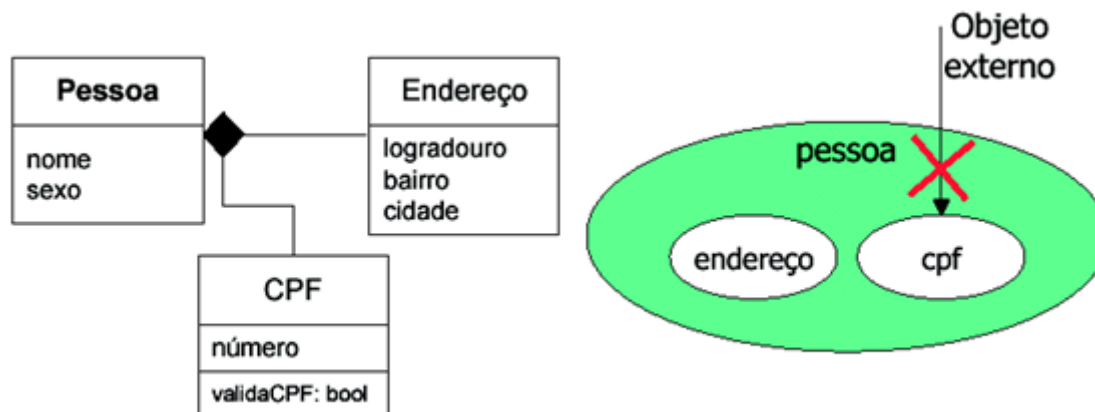 Pessoa
nome
sexo
Endereço
logradouro
bairro
cidade
CPF
número
validaCPF: bool
Objeto
externo
pessoa
endereço
cpf